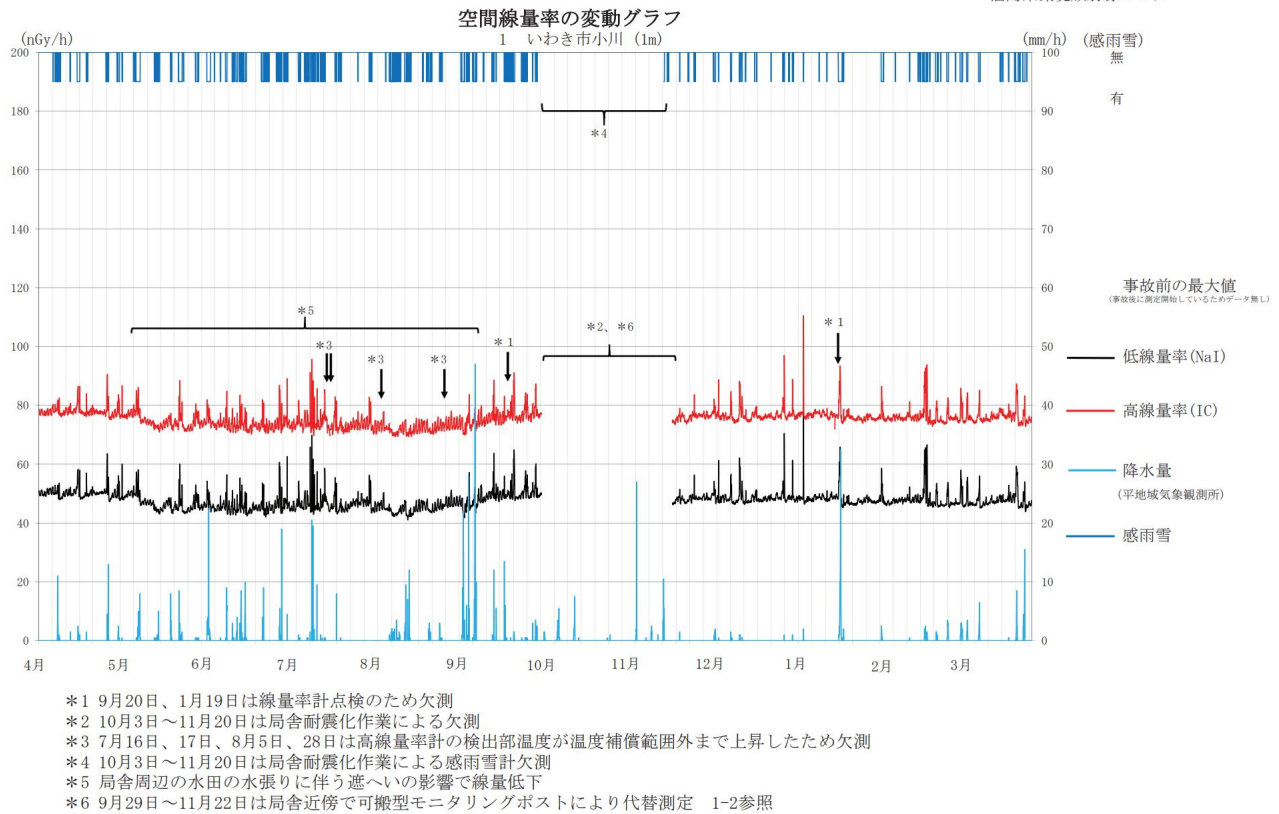 空間線量率の変動グラフ
1 いわき市小川 (1m)
(nGy/h)
(mm/h)
(感雨雪)
無
有
200
180
160
140
120
100
80
60
40
20
0
100
90
80
70
60
50
40
30
20
10
0
＊4
＊5
＊3
＊3
＊3
＊1
＊2、＊6
＊1
事故前の最大値
(事故後に測定開始しているためデータ無し)
低線量率(NaI)
高線量率(IC)
降水量
(平地域気象観測所)
感雨雪
4月 5月 6月 7月 8月 9月 10月 11月 12月 1月 2月 3月
＊1 9月20日、1月19日は線量率計点検のため欠測
＊2 10月3日～11月20日は局舎耐震化作業による欠測
＊3 7月16日、17日、8月5日、28日は高線量率計の検出部温度が温度補償範囲外まで上昇したため欠測
＊4 10月3日～11月20日は局舎耐震化作業による感雨雪計欠測
＊5 局舎周辺の水田の水張りに伴う遮へいの影響で線量低下
＊6 9月29日～11月22日は局舎近傍で可搬型モニタリングポストにより代替測定 1-2参照